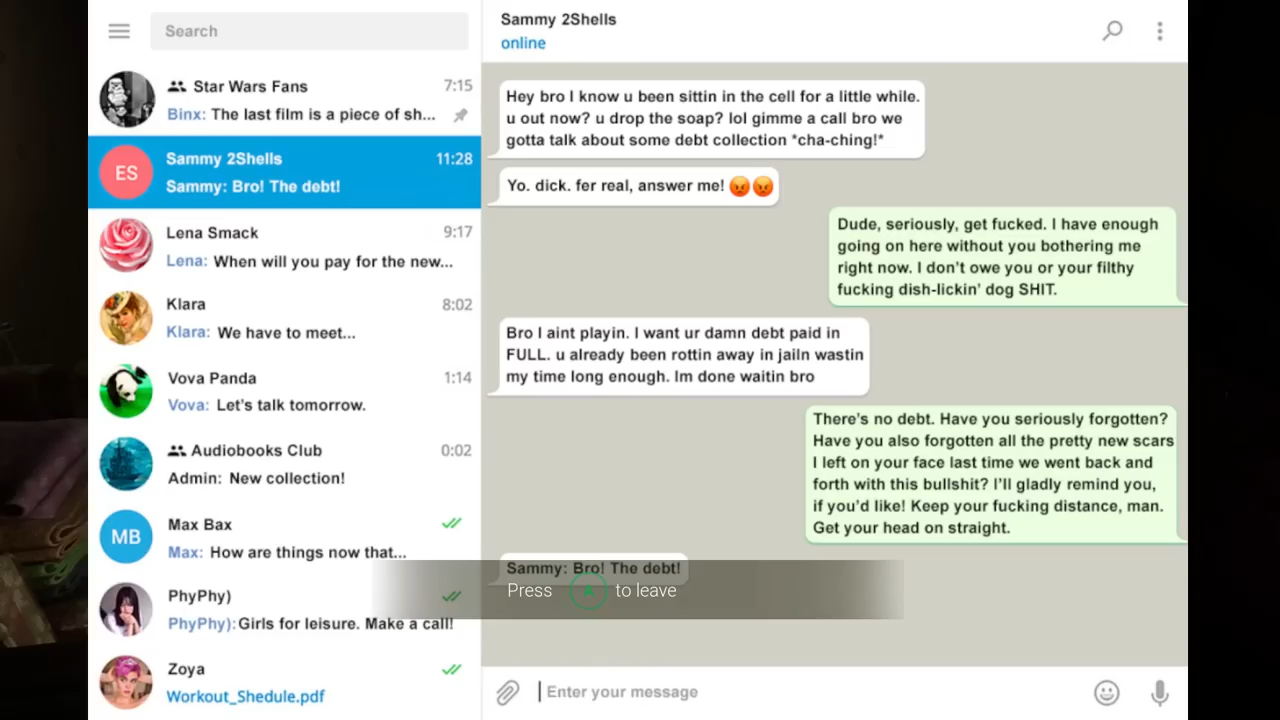 Search
Star Wars Fans
7:15
Binx: The last film is a piece of sh...
Sammy 2Shells
11:28
ES
Sammy: Bro! The debt!
Lena Smack
9:17
Lena: When will you pay for the new...
Klara
8:02
Klara: We have to meet...
Vova Panda
1:14
Vova: Let's talk tomorrow.
Audiobooks Club
0:02
Admin: New collection!
Max Bax
MB
Max: How are things now that...
PhyPhy)
PhyPhy): Girls for leisure. Make a call!
Zoya
Workout_Shedule.pdf
Sammy 2Shells
online
Hey bro I know u been sittin in the cell for a little while.
u out now? u drop the soap? lol gimme a call bro we
gotta talk about some debt collection *cha-ching!*
Yo. dick. fer real, answer me! 😡😡
Dude, seriously, get fucked. I have enough
going on here without you bothering me
right now. I don't owe you or your filthy
fucking dish-lickin' dog SHIT.
Bro I aint playin. I want ur damn debt paid in
FULL. u already been rottin away in jailn wastin
my time long enough. Im done waitin bro
There's no debt. Have you seriously forgotten?
Have you also forgotten all the pretty new scars
I left on your face last time we went back and
forth with this bullshit? I'll gladly remind you,
if you'd like! Keep your fucking distance, man.
Get your head on straight.
Sammy: Bro! The debt!
Press A to leave
Enter your message